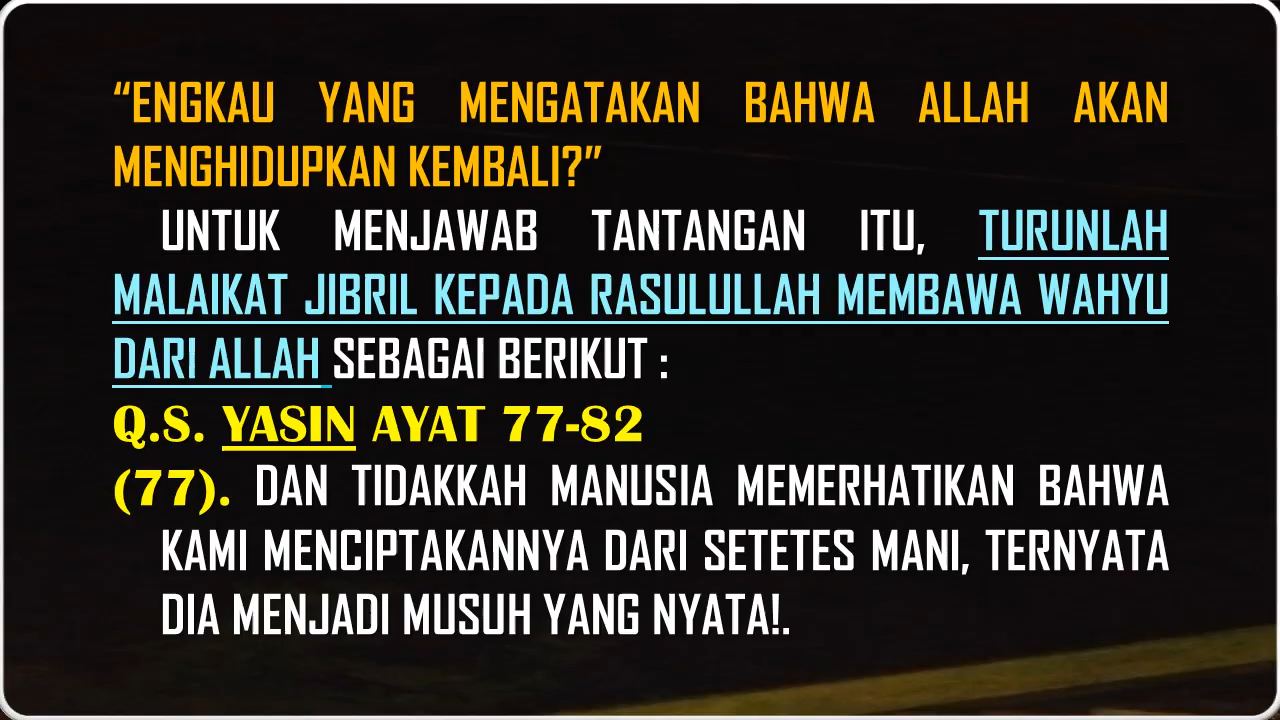 “ENGKAU YANG MENGATAKAN BAHWA ALLAH AKAN
MENGHIDUPKAN KEMBALI?”
UNTUK MENJAWAB TANTANGAN ITU, TURUNLAH
MALAIKAT JIBRIL KEPADA RASULULLAH MEMBAWA WAHYU
DARI ALLAH SEBAGAI BERIKUT :
Q.S. YASIN AYAT 77-82
(77). DAN TIDAKKAH MANUSIA MEMERHATIKAN BAHWA
KAMI MENCIPTAKANNYA DARI SETETES MANI, TERNYATA
DIA MENJADI MUSUH YANG NYATA!.